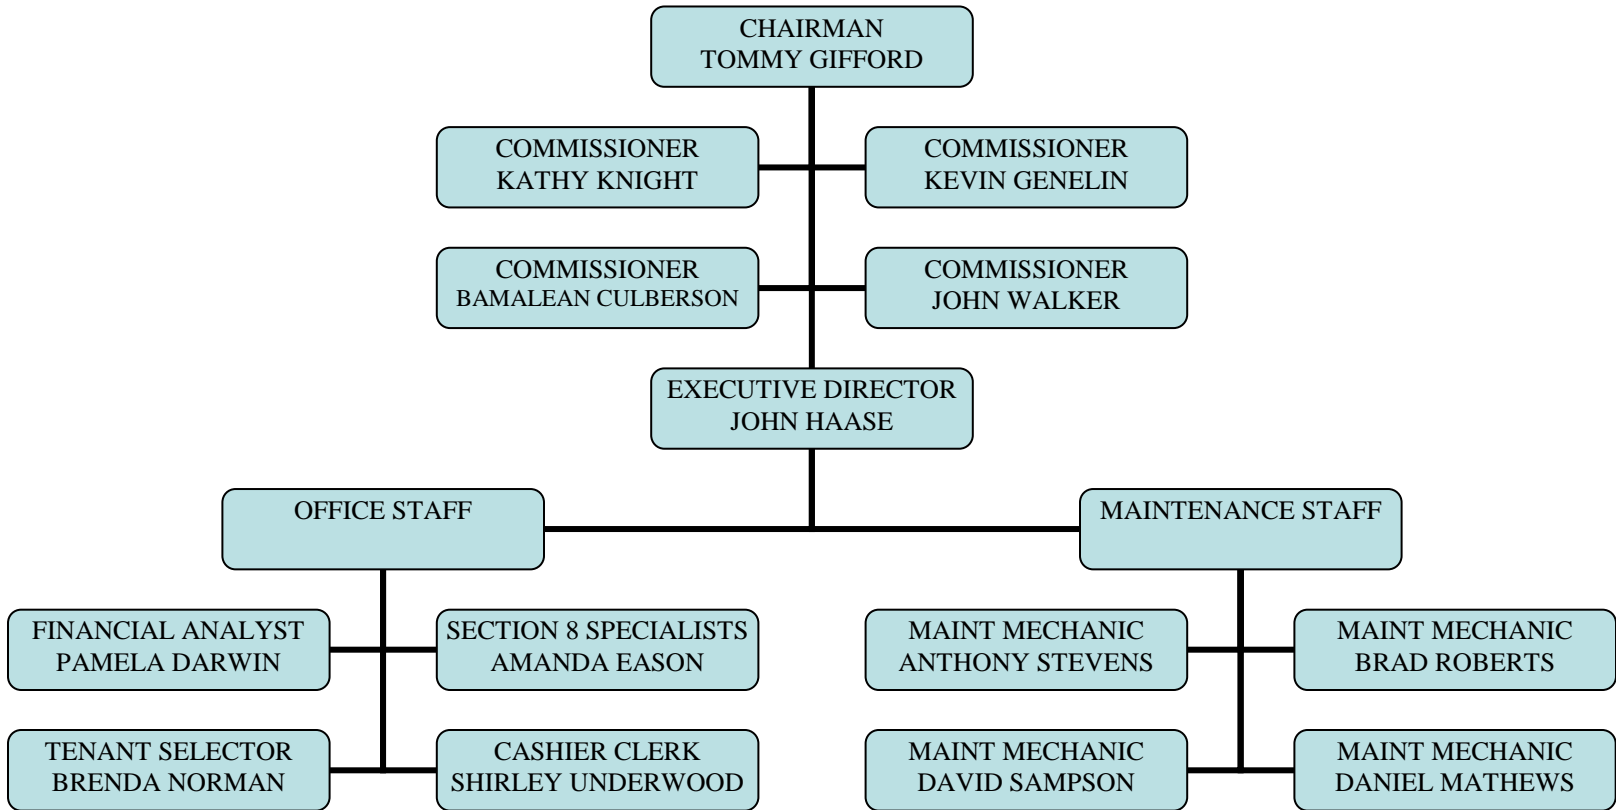 CHAIRMAN
TOMMY GIFFORD
COMMISSIONER
KATHY KNIGHT
COMMISSIONER
KEVIN GENELIN
COMMISSIONER
BAMALEAN CULBERSON
COMMISSIONER
JOHN WALKER
EXECUTIVE DIRECTOR
JOHN HAASE
OFFICE STAFF
MAINTENANCE STAFF
FINANCIAL ANALYST
PAMELA DARWIN
SECTION 8 SPECIALISTS
AMANDA EASON
MAINT MECHANIC
ANTHONY STEVENS
MAINT MECHANIC
BRAD ROBERTS
TENANT SELECTOR
BRENDA NORMAN
CASHIER CLERK
SHIRLEY UNDERWOOD
MAINT MECHANIC
DAVID SAMPSON
MAINT MECHANIC
DANIEL MATHEWS